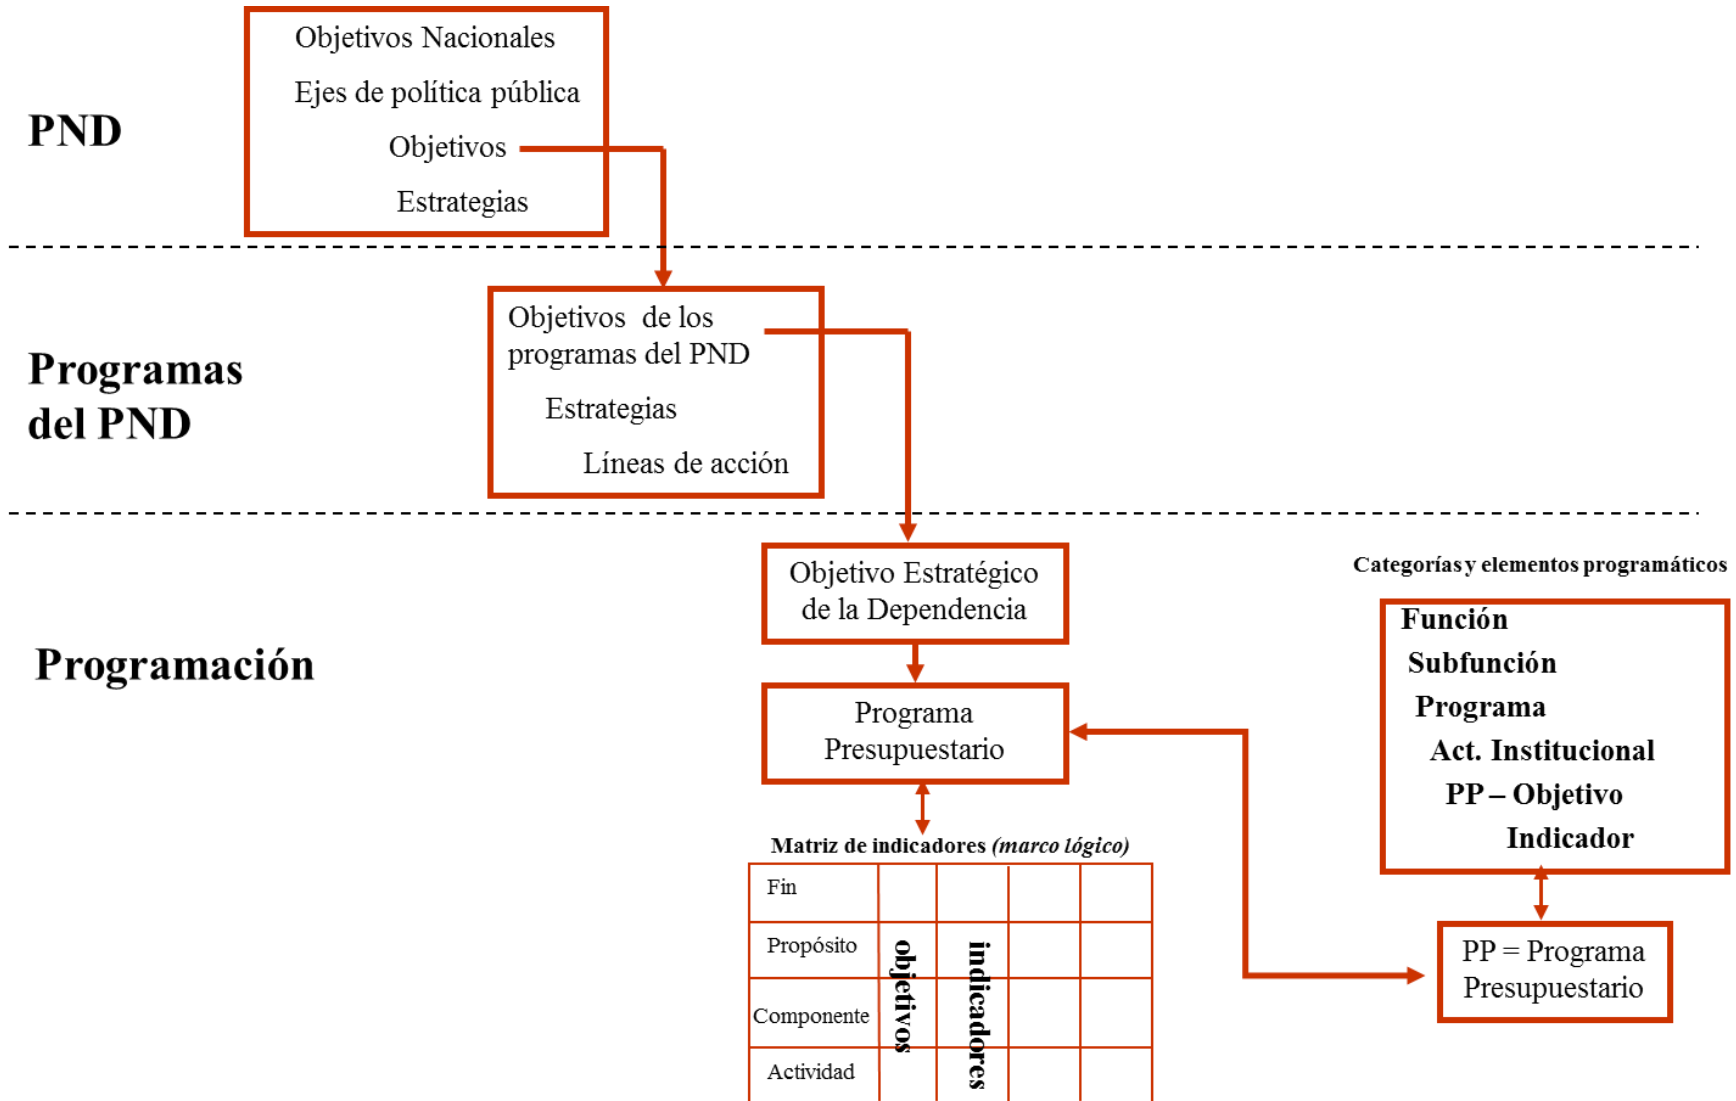 PND
Objetivos Nacionales
Ejes de política pública
Objetivos
Estrategias
Programas
del PND
Objetivos de los
programas del PND
Estrategias
Líneas de acción
Programación
Objetivo Estratégico
de la Dependencia
Programa
Presupuestario
Matriz de indicadores (marco lógico)
Fin
Propósito
Componente
Actividad
objetivos
indicadores
Categorías y elementos programáticos
Función
Subfunción
Programa
Act. Institucional
PP – Objetivo
Indicador
PP = Programa
Presupuestario